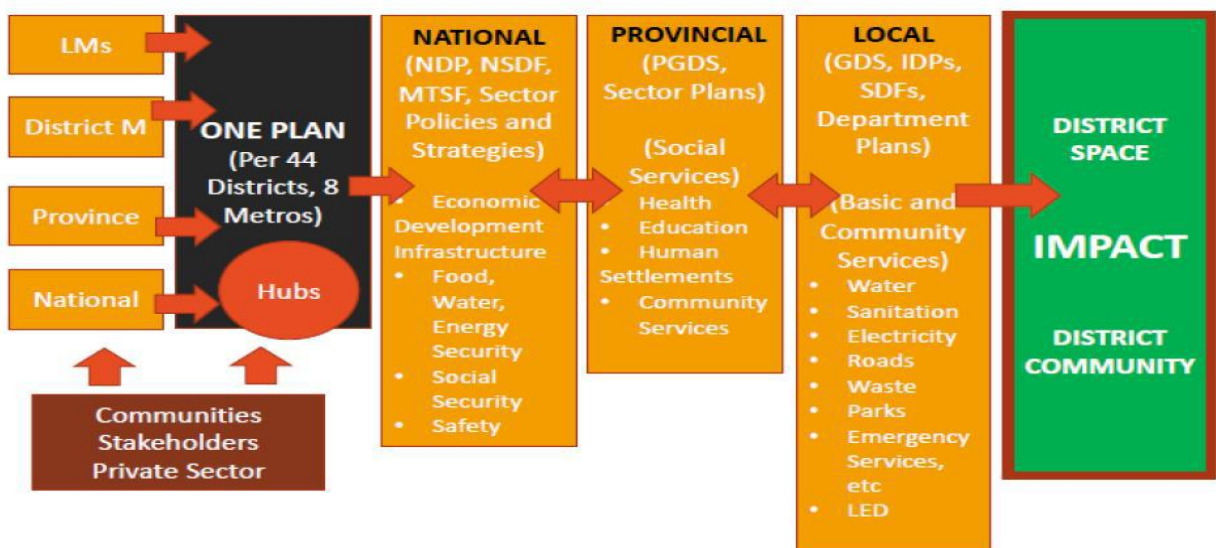 LMs
District M
Province
National
Communities
Stakeholders
Private Sector
ONE PLAN
(Per 44
Districts, 8
Metros)
Hubs
NATIONAL
(NDP, NSDF,
MTSF, Sector
Policies and
Strategies)
• Economic
Development
Infrastructure
• Food,
Water,
Energy
Security
• Social
Security
• Safety
PROVINCIAL
(PGDS,
Sector Plans)
(Social
Services)
Health
• Education
• Human
Settlements
• Community
Services
LOCAL
(GDS, IDPs,
SDFs,
Department
Plans)
(Basic and
Community
Services)
• Water
• Sanitation
• Electricity
• Roads
• Waste
• Parks
• Emergency
Services,
etc
• LED
DISTRICT
SPACE
IMPACT
DISTRICT
COMMUNITY